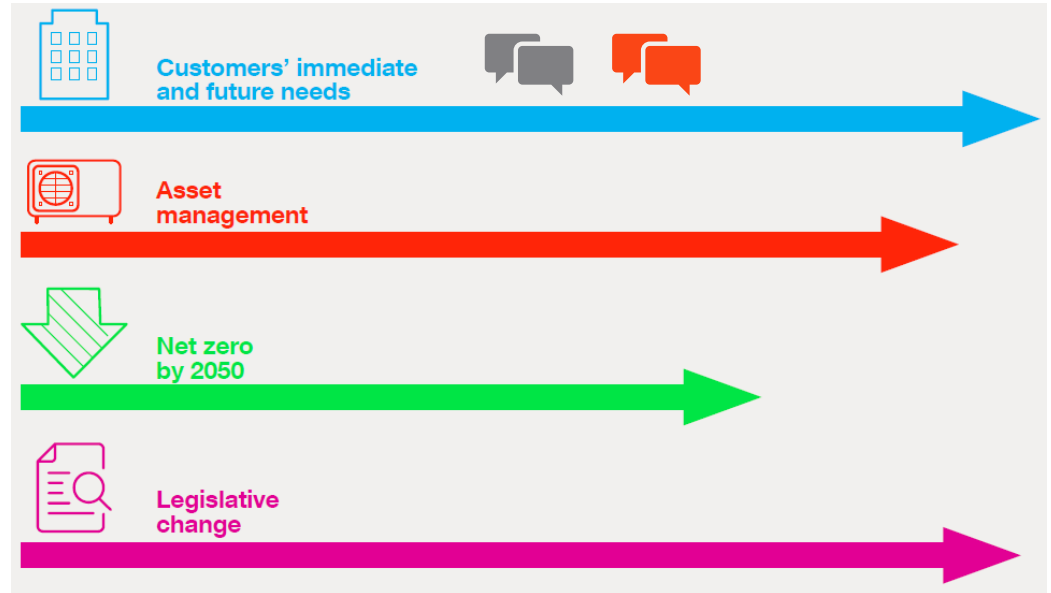 Customers’ immediate
and future needs
Asset
management
Net zero
by 2050
Legislative
change